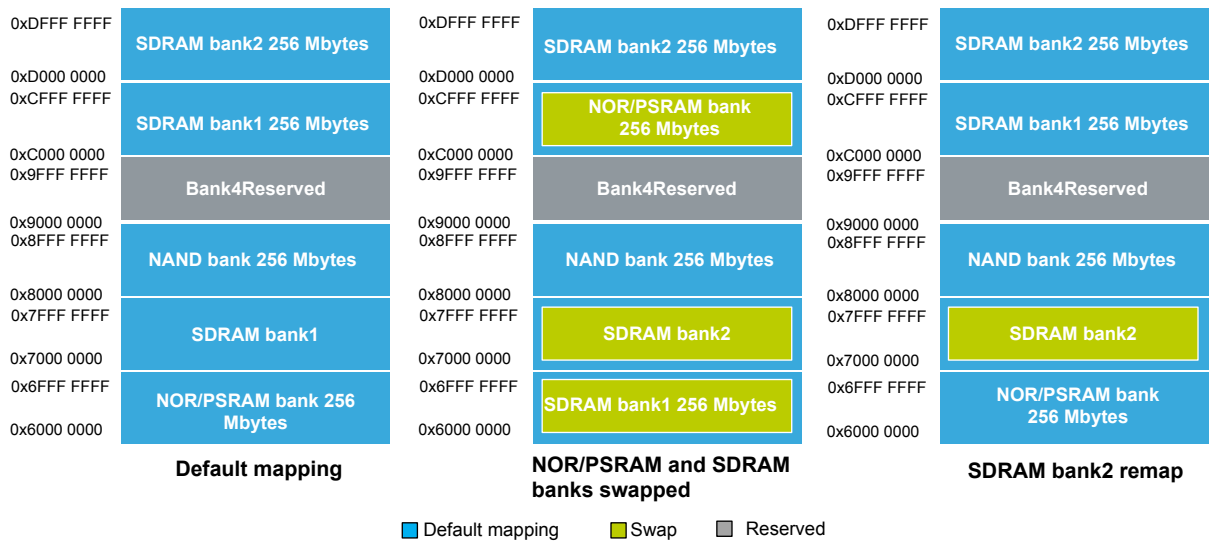 0xDFFF FFFF
SDRAM bank2 256 Mbytes
0xD000 0000
0xCFFF FFFF
SDRAM bank1 256 Mbytes
0xC000 0000
0x9FFF FFFF
Bank4Reserved
0x9000 0000
0x8FFF FFFF
NAND bank 256 Mbytes
0x8000 0000
0x7FFF FFFF
SDRAM bank1
0x7000 0000
0x6FFF FFFF
NOR/PSRAM bank 256
Mbytes
0x6000 0000
Default mapping
0xDFFF FFFF
SDRAM bank2 256 Mbytes
0xD000 0000
0xCFFF FFFF
NOR/PSRAM bank
256 Mbytes
0xC000 0000
0x9FFF FFFF
Bank4Reserved
0x9000 0000
0x8FFF FFFF
NAND bank 256 Mbytes
0x8000 0000
0x7FFF FFFF
SDRAM bank2
0x7000 0000
0x6FFF FFFF
SDRAM bank1 256 Mbytes
0x6000 0000
NOR/PSRAM and SDRAM
banks swapped
0xDFFF FFFF
SDRAM bank2 256 Mbytes
0xD000 0000
0xCFFF FFFF
SDRAM bank1 256 Mbytes
0xC000 0000
0x9FFF FFFF
Bank4Reserved
0x9000 0000
0x8FFF FFFF
NAND bank 256 Mbytes
0x8000 0000
0x7FFF FFFF
SDRAM bank2
0x7000 0000
0x6FFF FFFF
NOR/PSRAM bank
256 Mbytes
0x6000 0000
SDRAM bank2 remap
Default mapping
Swap
Reserved